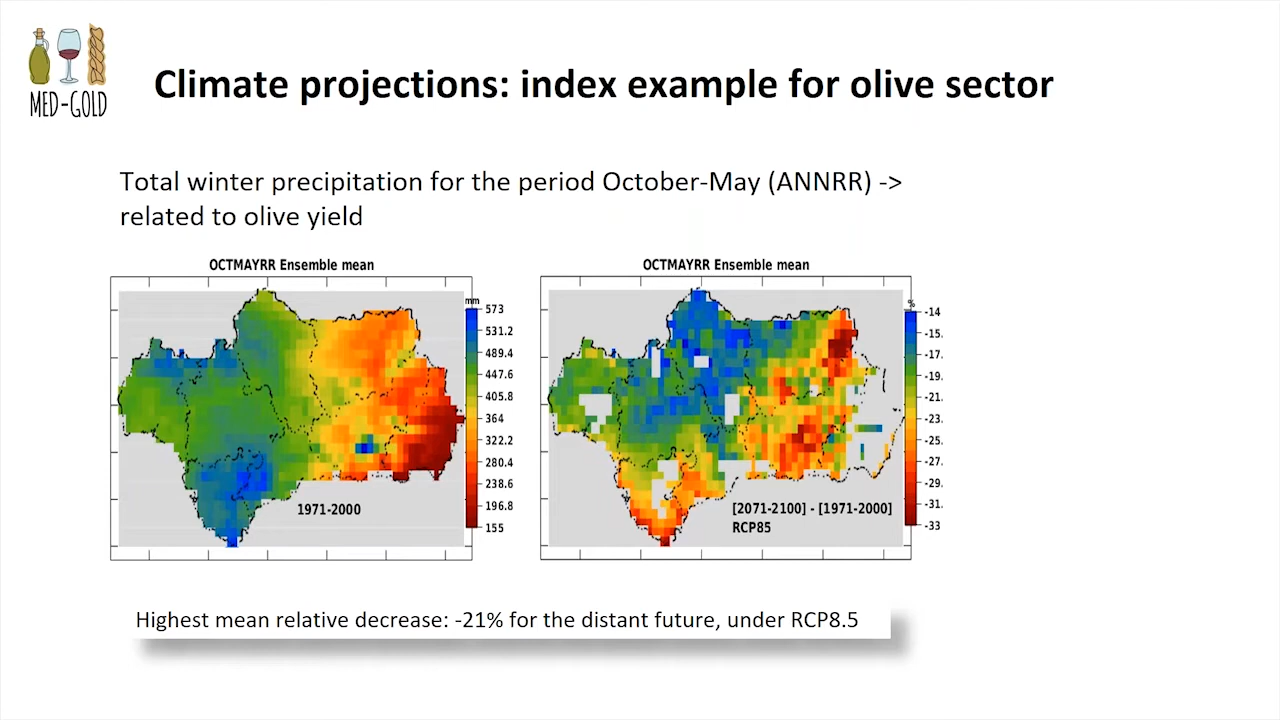 MED-GOLD
Climate projections: index example for olive sector
Total winter precipitation for the period October-May (ANNRR) ->
related to olive yield
OCTMAYRR Ensemble mean
mm
573
531.2
489.4
447.6
405.8
364
322.2
280.4
238.6
196.8
155
1971-2000
OCTMAYRR Ensemble mean
%
-14
-15.
-17.
-19.
-21.
-23.
-25.
-27.
-29.
-31.
-33
[2071-2100] - [1971-2000]
RCP85
Highest mean relative decrease: -21% for the distant future, under RCP8.5